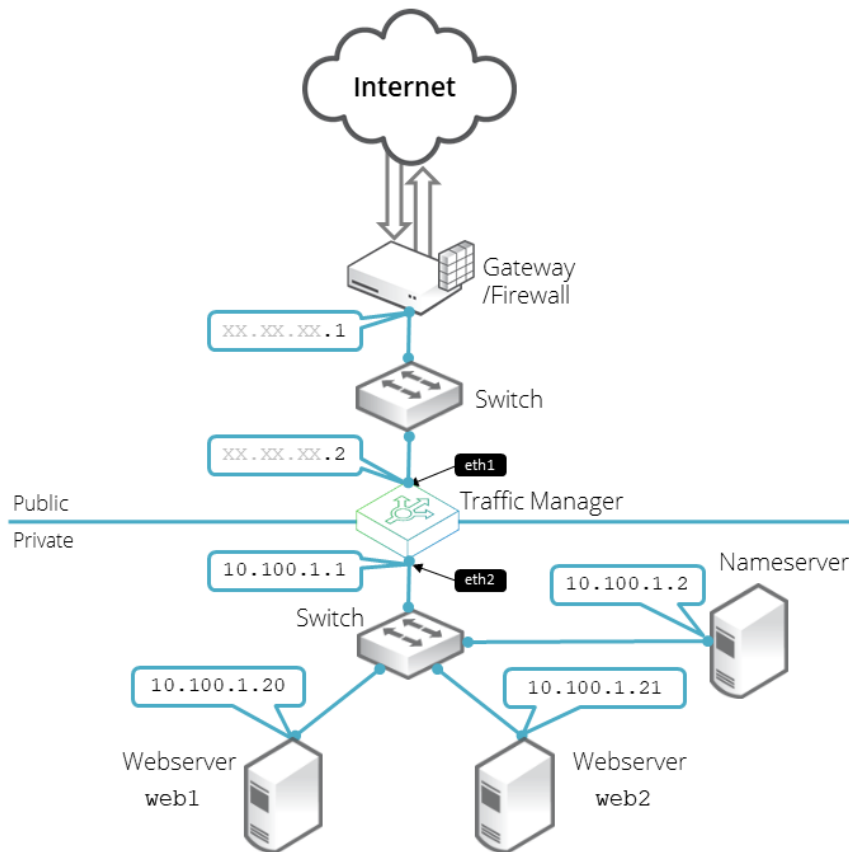 Internet
Gateway
/Firewall
xx.xx.xx.1
Switch
xx.xx.xx.2
eth1
Traffic Manager
Public
Private
10.100.1.1
eth2
Nameserver
10.100.1.2
Switch
10.100.1.20
10.100.1.21
Webserver
web1
Webserver
web2